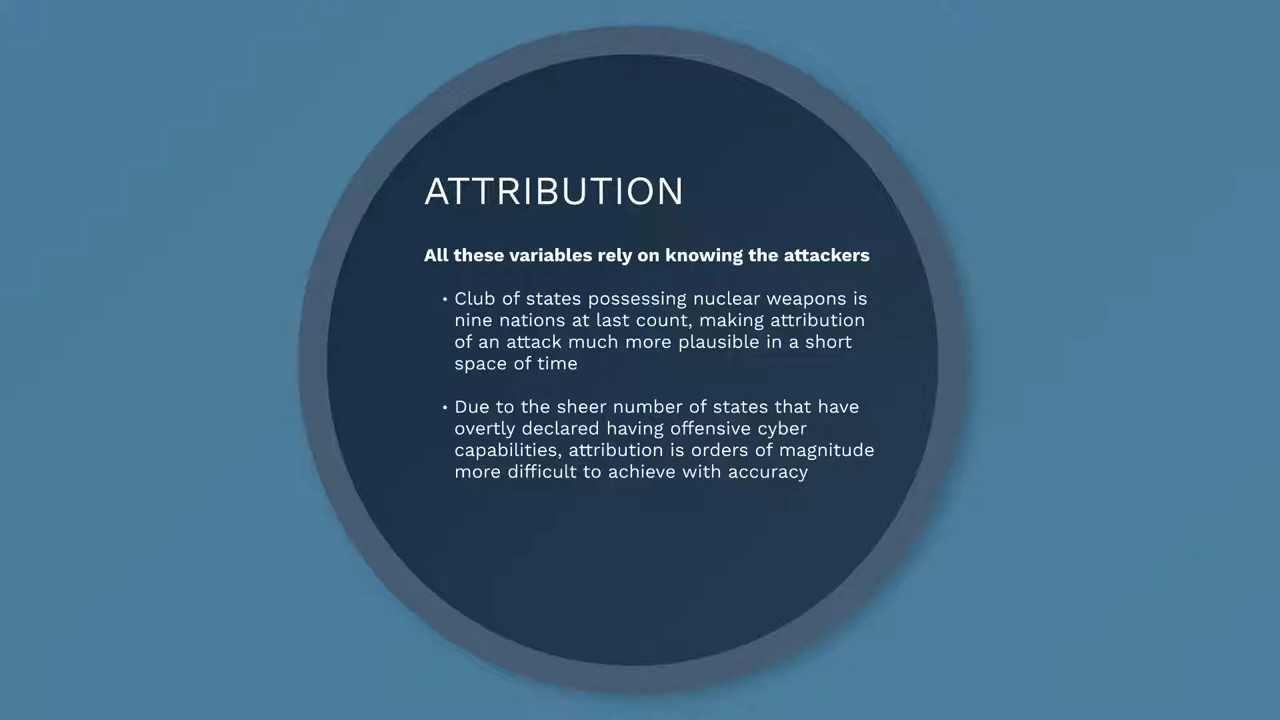 ATTRIBUTION
All these variables rely on knowing the attackers
• Club of states possessing nuclear weapons is
nine nations at last count, making attribution
of an attack much more plausible in a short
space of time
• Due to the sheer number of states that have
overtly declared having offensive cyber
capabilities, attribution is orders of magnitude
more difficult to achieve with accuracy